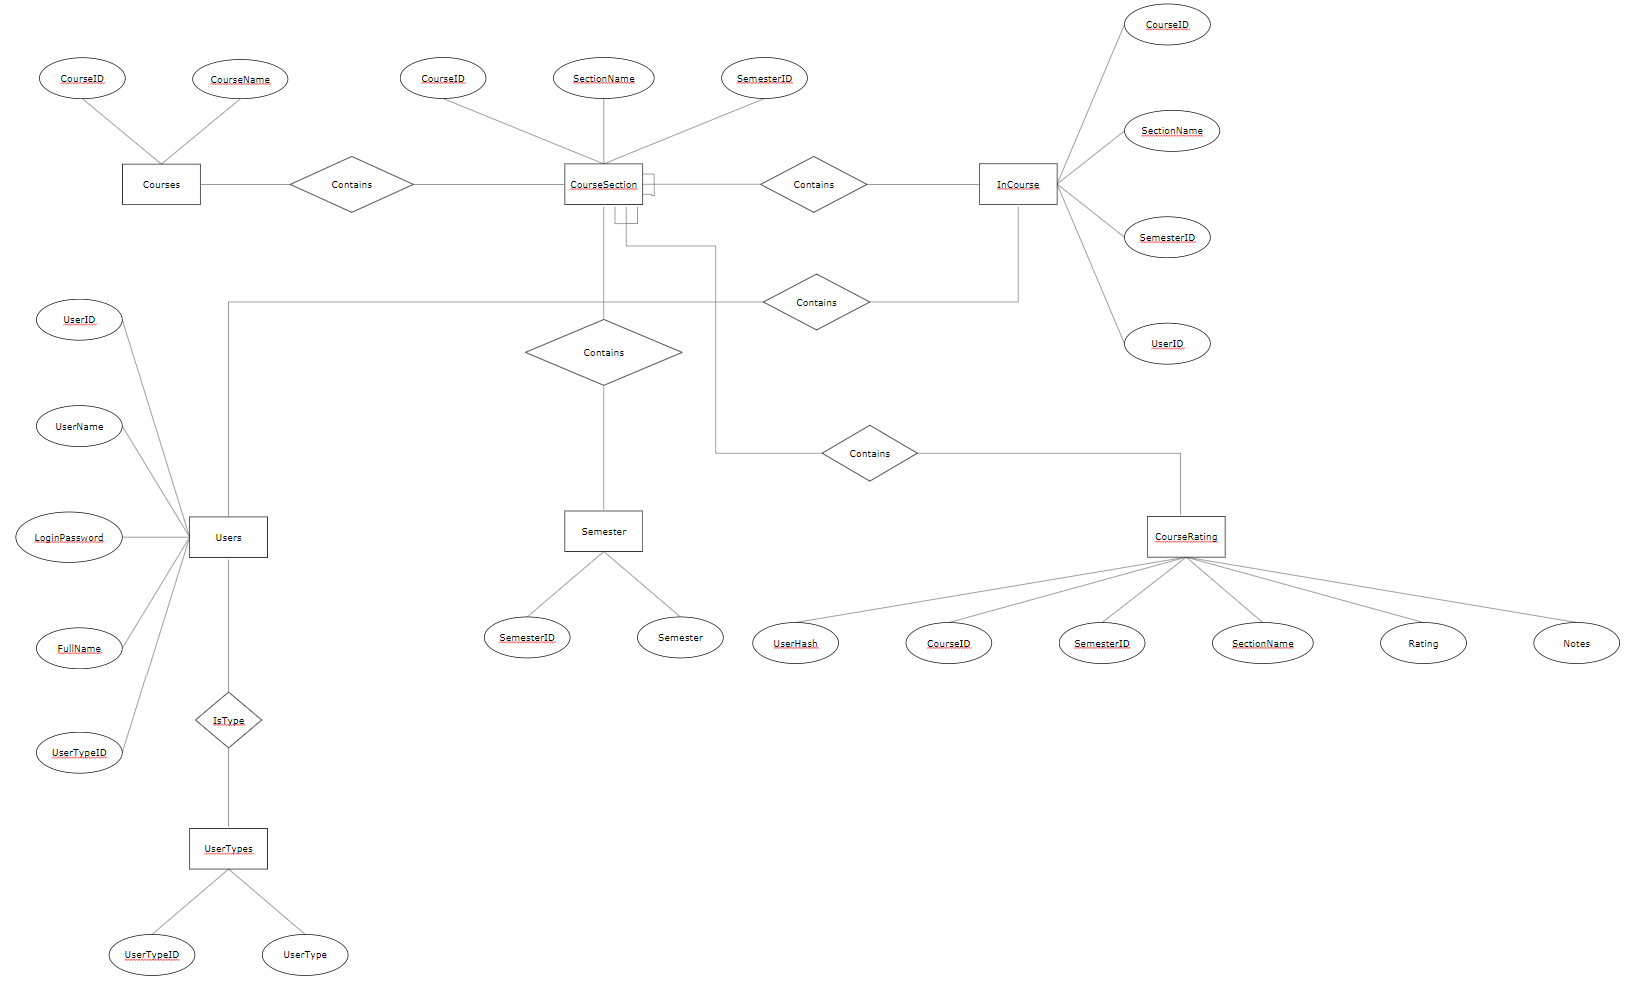 CourseID
CourseID
CourseName
CourseID
SectionName
SemesterID
SectionName
Courses
Contains
CourseSection
Contains
InCourse
SemesterID
Contains
UserID
UserID
Contains
UserName
Contains
LoginPassword
Users
Semester
CourseRating
FullName
SemesterID
Semester
UserHash
CourseID
SemesterID
SectionName
Rating
Notes
IsType
UserTypeID
UserTypes
UserTypeID
UserType